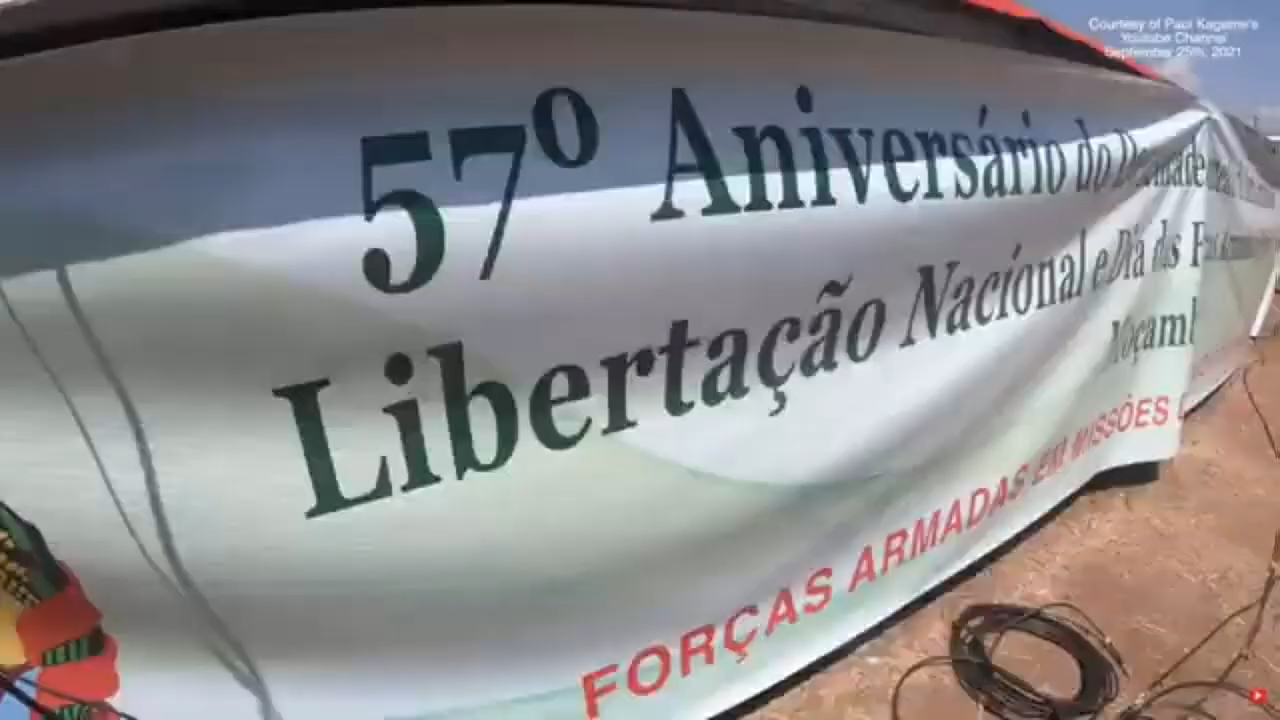 Courtesy of Paul Kagame's
Youtube Channel
September 25th, 2021
57º Aniversário do
Libertação Nacional e Dia das
FORÇAS ARMADAS EM MISSÕES